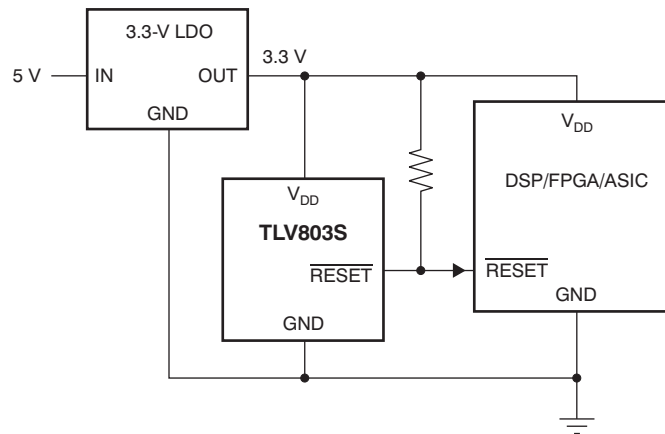 3.3-V LDO
5 V
IN
OUT
3.3 V
GND
VDD
DSP/FPGA/ASIC
VDD
TLV803S
RESET
RESET
GND
GND